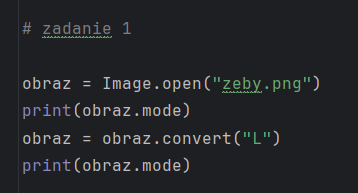 # zadanie 1
obraz = Image.open("zeby.png")
print(obraz.mode)
obraz = obraz.convert("L")
print(obraz.mode)